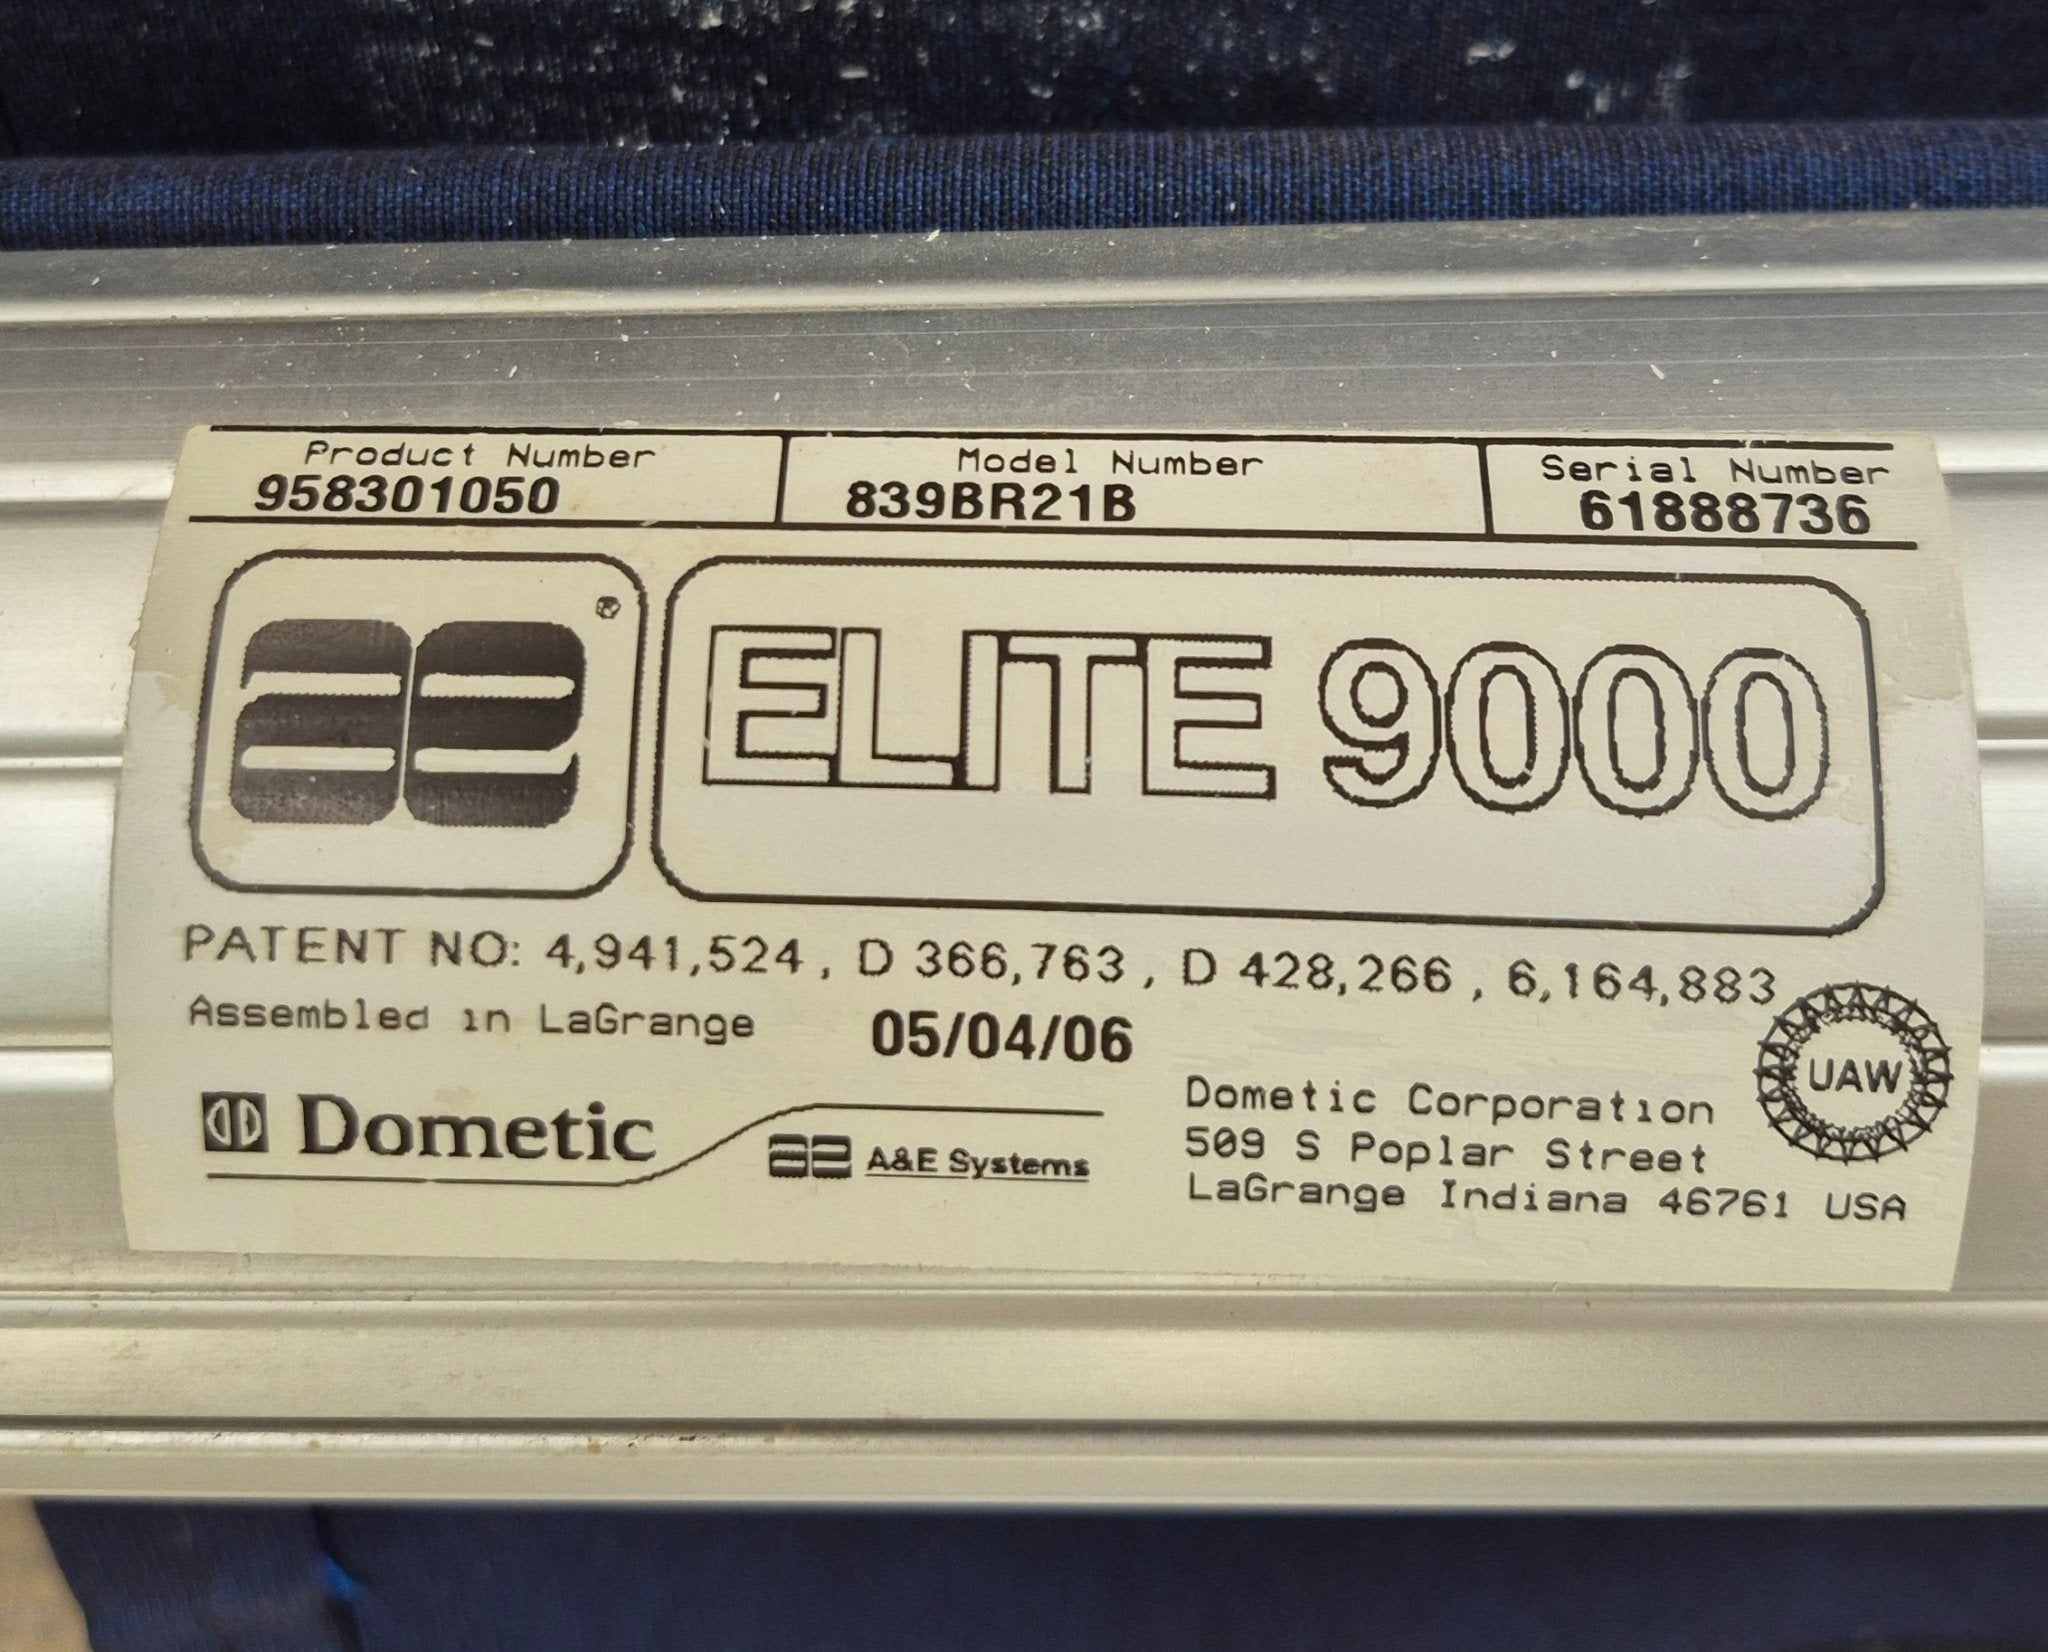 Product Number Model Number Serial Number
958301050 839BR21B 61888736
ae® ELITE 9000
PATENT NO: 4,941,524 , D 366,763 , D 428,266 , 6,164,883
Assembled in LaGrange 05/04/06
UAW
Dometic ae A&E Systems
Dometic Corporation
509 S Poplar Street
LaGrange Indiana 46761 USA